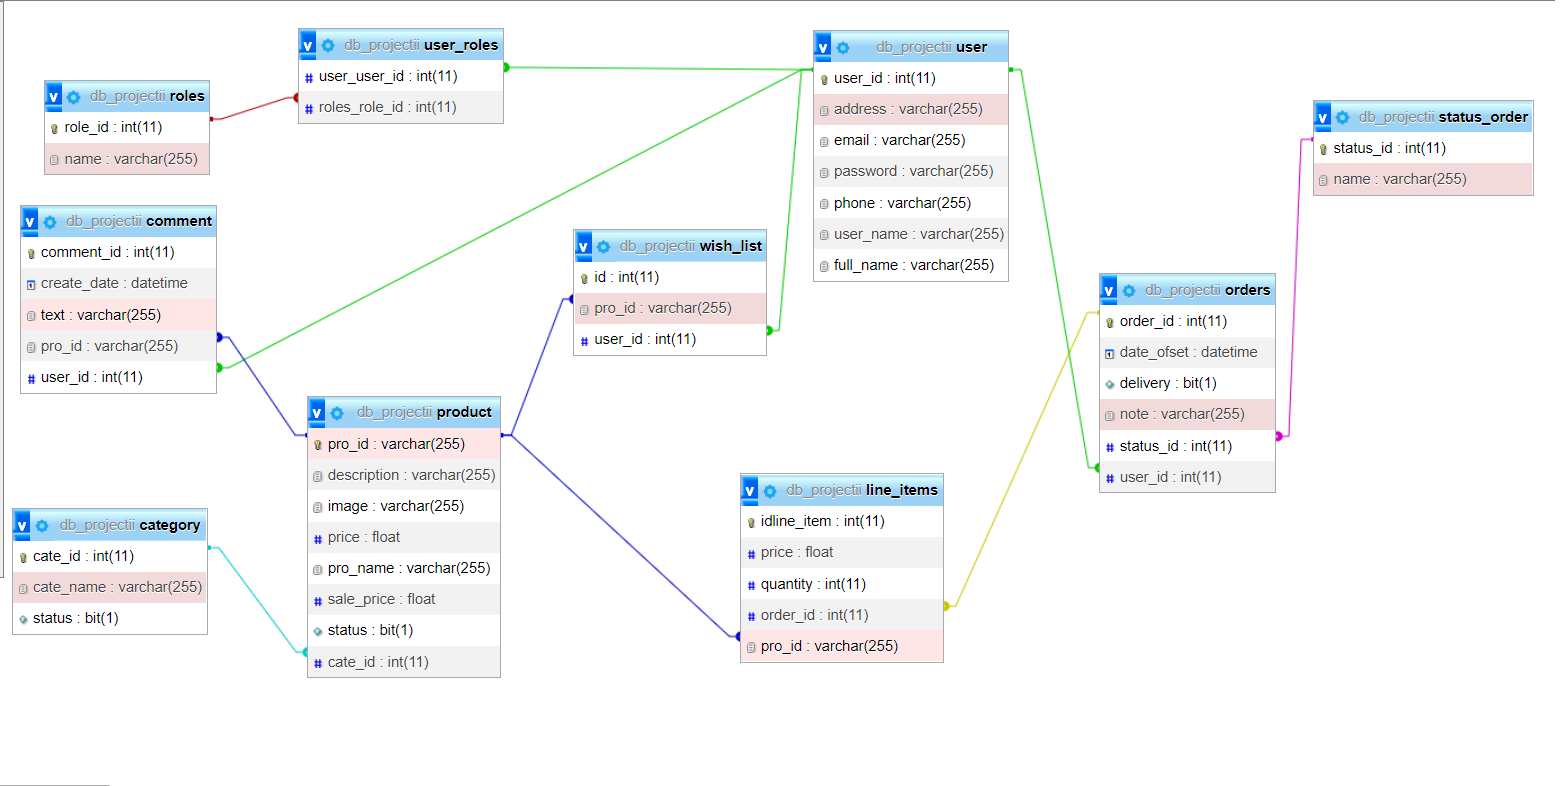 v db_projectii roles
role_id : int(11)
name : varchar(255)
v db_projectii user_roles
# user_user_id : int(11)
# roles_role_id : int(11)
v db_projectii user
user_id : int(11)
address : varchar(255)
email : varchar(255)
password : varchar(255)
phone : varchar(255)
user_name : varchar(255)
full_name : varchar(255)
v db_projectii status_order
status_id : int(11)
name : varchar(255)
v db_projectii comment
comment_id : int(11)
create_date : datetime
text : varchar(255)
pro_id : varchar(255)
# user_id : int(11)
v db_projectii wish_list
id : int(11)
pro_id : varchar(255)
# user_id : int(11)
v db_projectii orders
order_id : int(11)
date_ofset : datetime
delivery : bit(1)
note : varchar(255)
# status_id : int(11)
# user_id : int(11)
v db_projectii product
pro_id : varchar(255)
description : varchar(255)
image : varchar(255)
# price : float
pro_name : varchar(255)
# sale_price : float
status : bit(1)
# cate_id : int(11)
v db_projectii line_items
idline_item : int(11)
# price : float
# quantity : int(11)
# order_id : int(11)
pro_id : varchar(255)
v db_projectii category
cate_id : int(11)
cate_name : varchar(255)
status : bit(1)